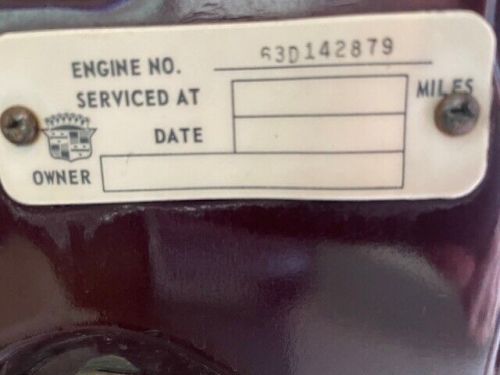 ENGINE NO. 63D142879
SERVICED AT MILES
DATE
OWNER